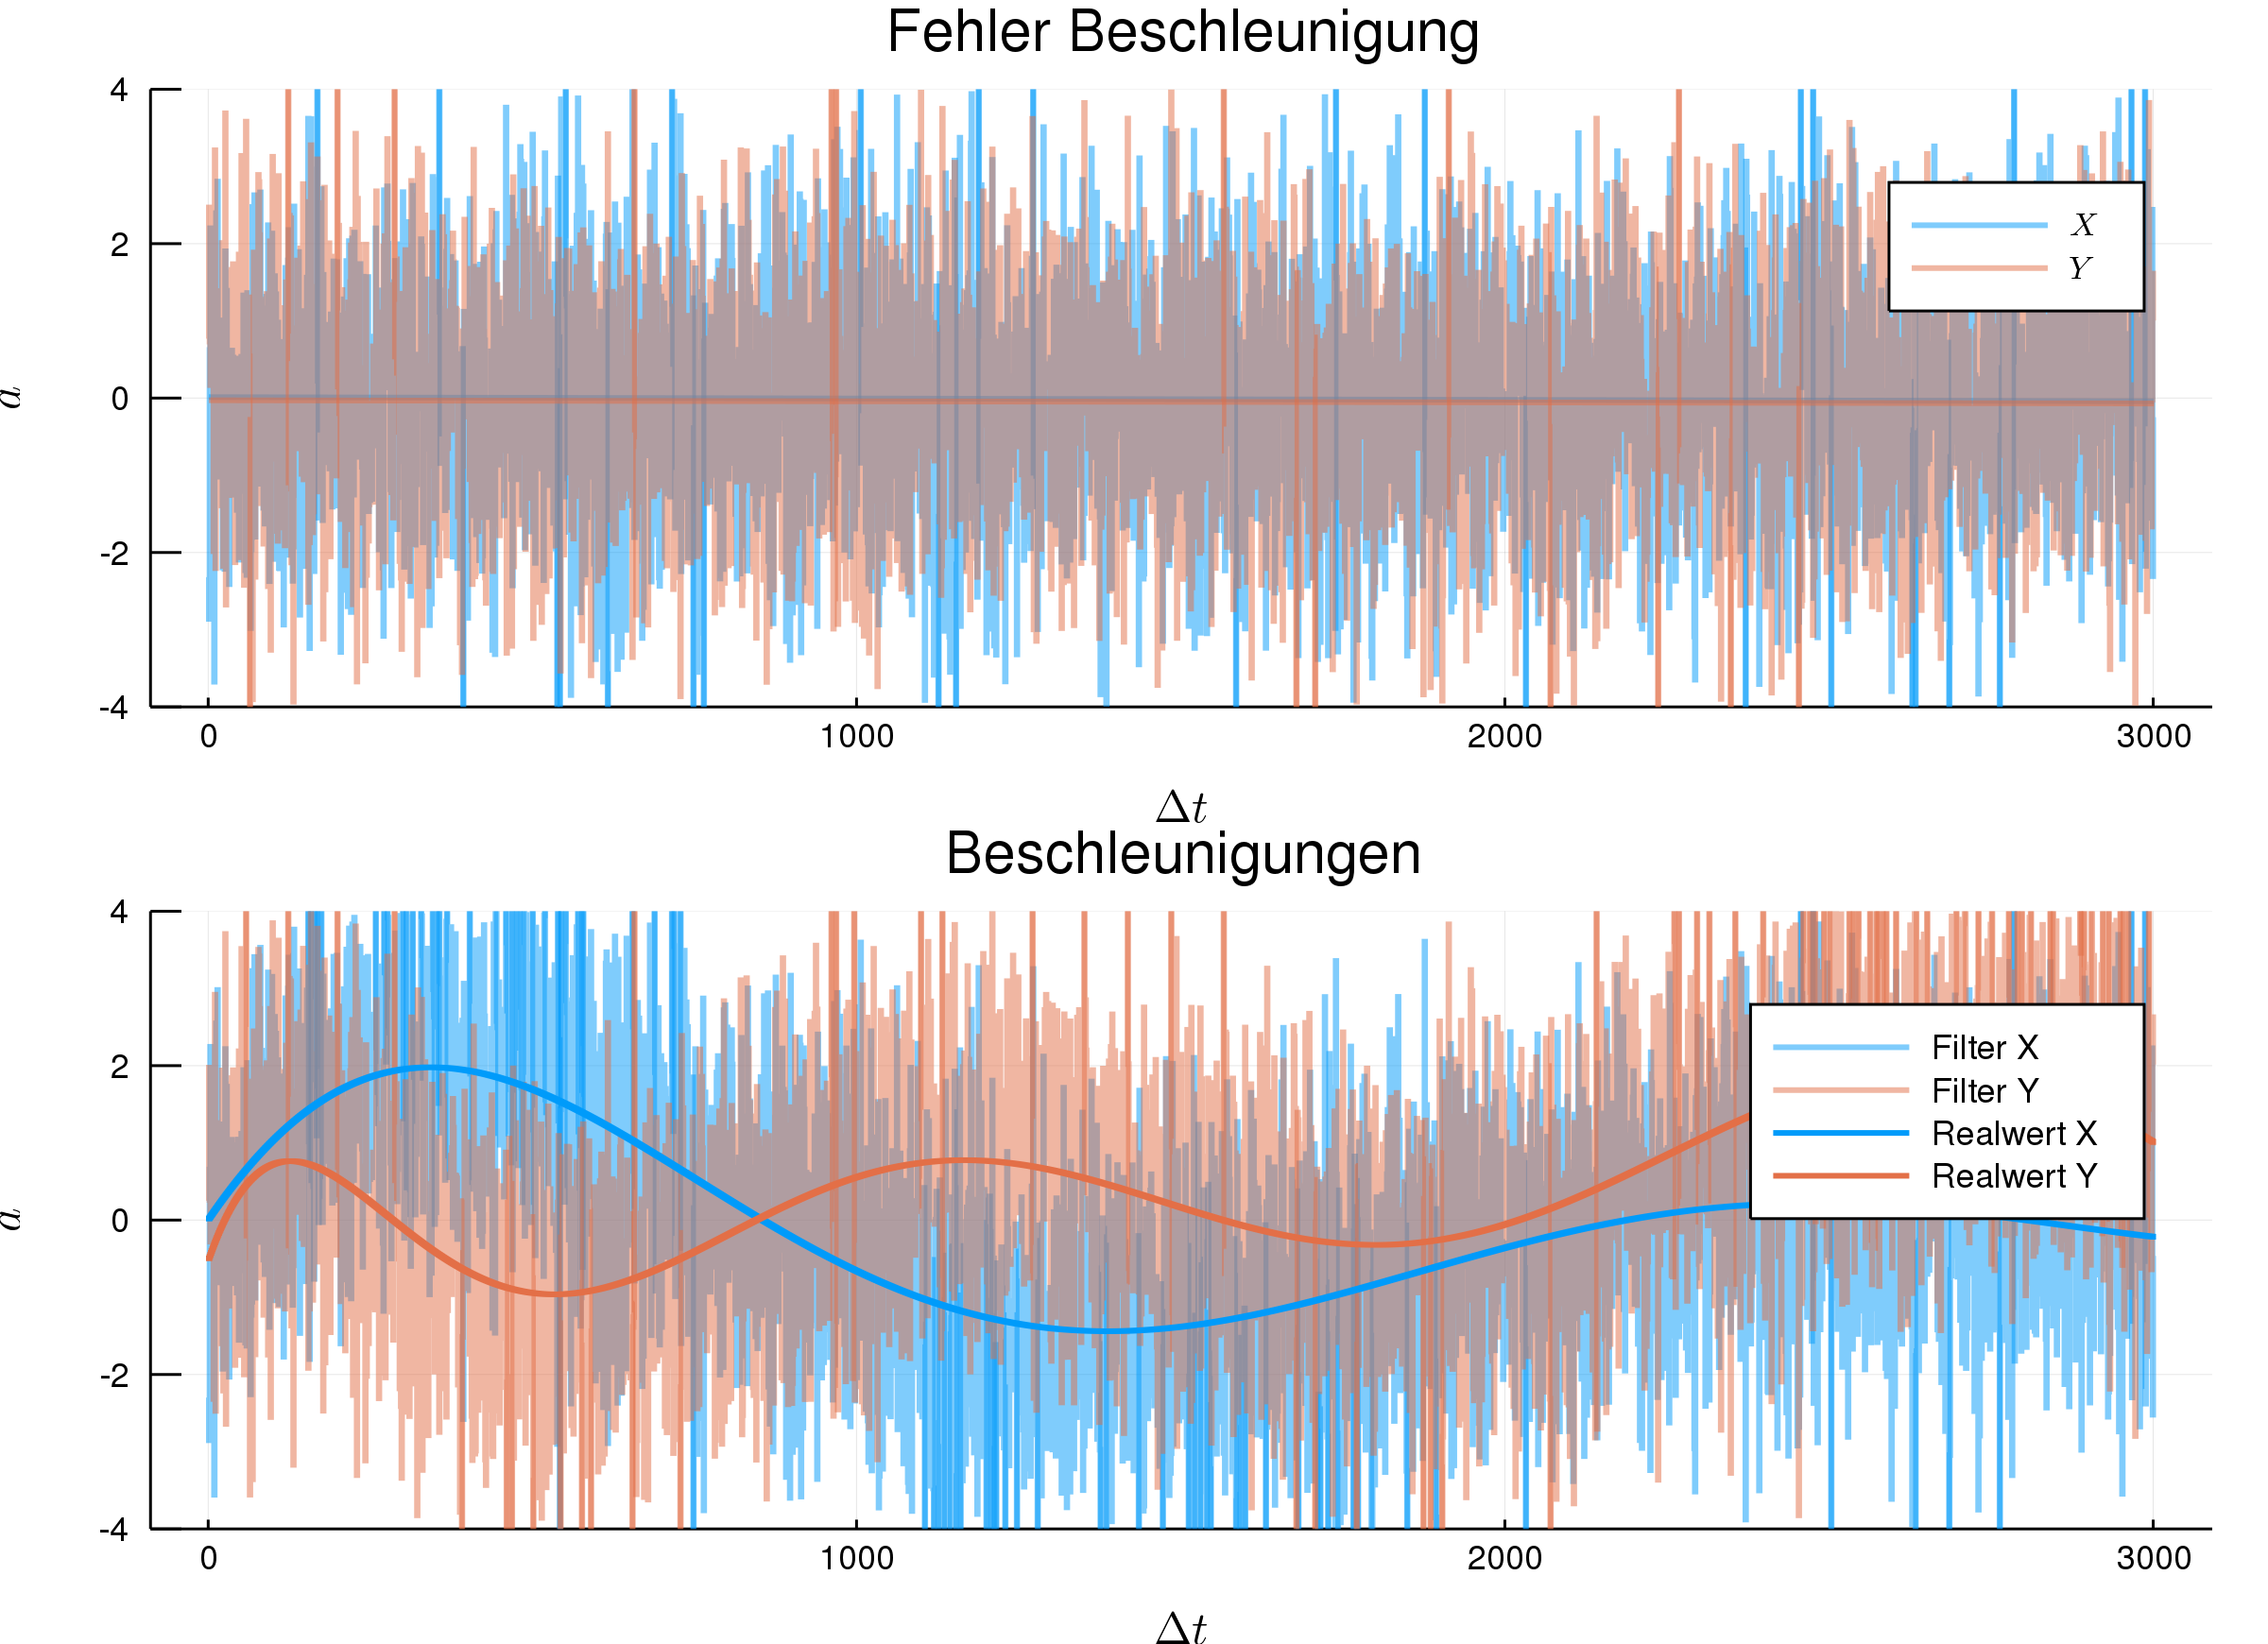 Fehler Beschleunigung
4
2
0
-2
-4
a
X
Y
0 1000 2000 3000
Δt
Beschleunigungen
4
2
0
-2
-4
a
Filter X
Filter Y
Realwert X
Realwert Y
0 1000 2000 3000
Δt